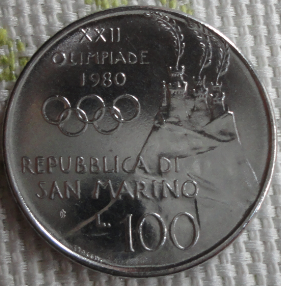 XXII
OLIMPIADE
1980
REPUBBLICA DI
SAN MARINO
L. 100